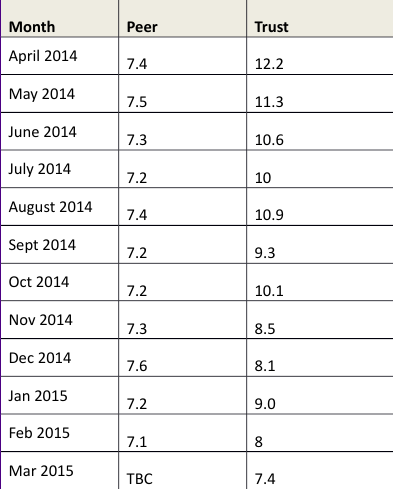 Month Peer Trust
April 2014 7.4 12.2
May 2014 7.5 11.3
June 2014 7.3 10.6
July 2014 7.2 10
August 2014 7.4 10.9
Sept 2014 7.2 9.3
Oct 2014 7.2 10.1
Nov 2014 7.3 8.5
Dec 2014 7.6 8.1
Jan 2015 7.2 9.0
Feb 2015 7.1 8
Mar 2015 TBC 7.4